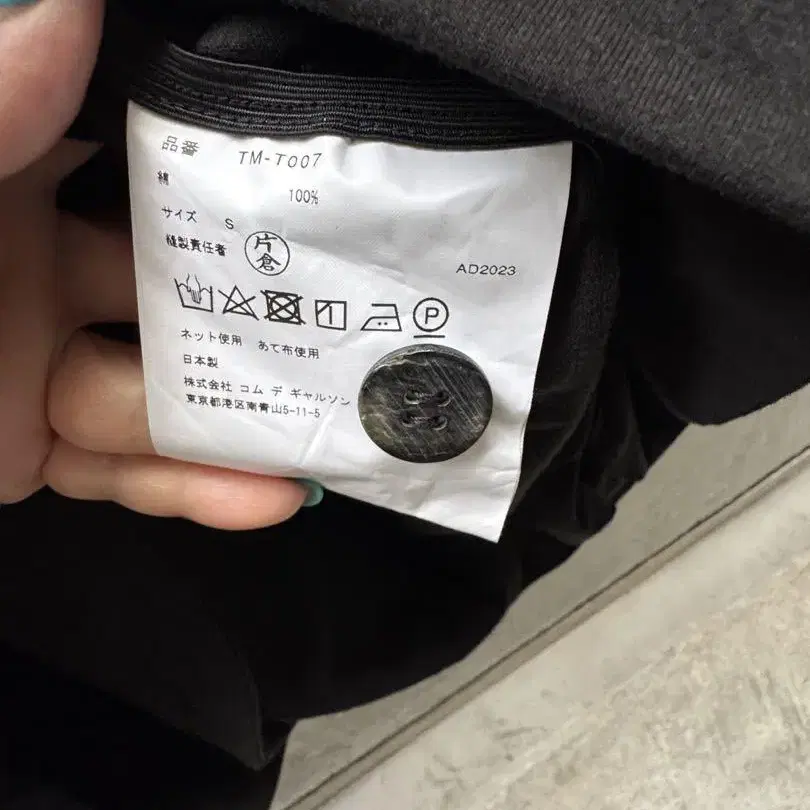 品番 TM-T007
綿 100%
サイズ S
縫製責任者 片倉
AD2023
P
ネット使用 あて布使用
日本製
株式会社 コム デ ギャルソン
東京都港区南青山5-11-5